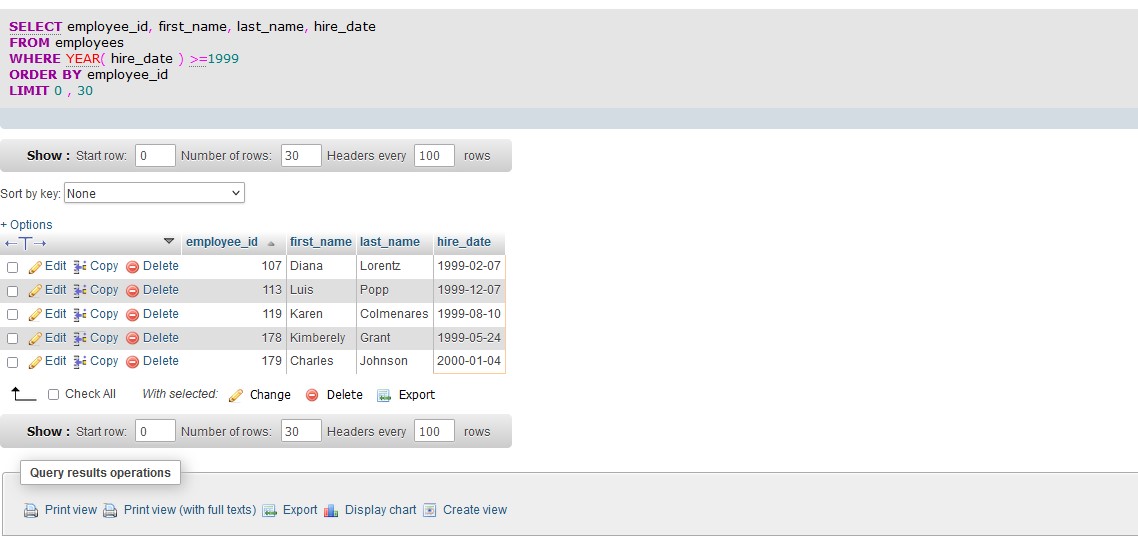 SELECT employee_id, first_name, last_name, hire_date
FROM employees
WHERE YEAR( hire_date ) >=1999
ORDER BY employee_id
LIMIT 0 , 30
Show : Start row: 0 Number of rows: 30 Headers every 100 rows
Sort by key: None
+ Options
←T→ employee_id first_name last_name hire_date
Edit Copy Delete 107 Diana Lorentz 1999-02-07
Edit Copy Delete 113 Luis Popp 1999-12-07
Edit Copy Delete 119 Karen Colmenares 1999-08-10
Edit Copy Delete 178 Kimberely Grant 1999-05-24
Edit Copy Delete 179 Charles Johnson 2000-01-04
Check All With selected: Change Delete Export
Show : Start row: 0 Number of rows: 30 Headers every 100 rows
Query results operations
Print view Print view (with full texts) Export Display chart Create view